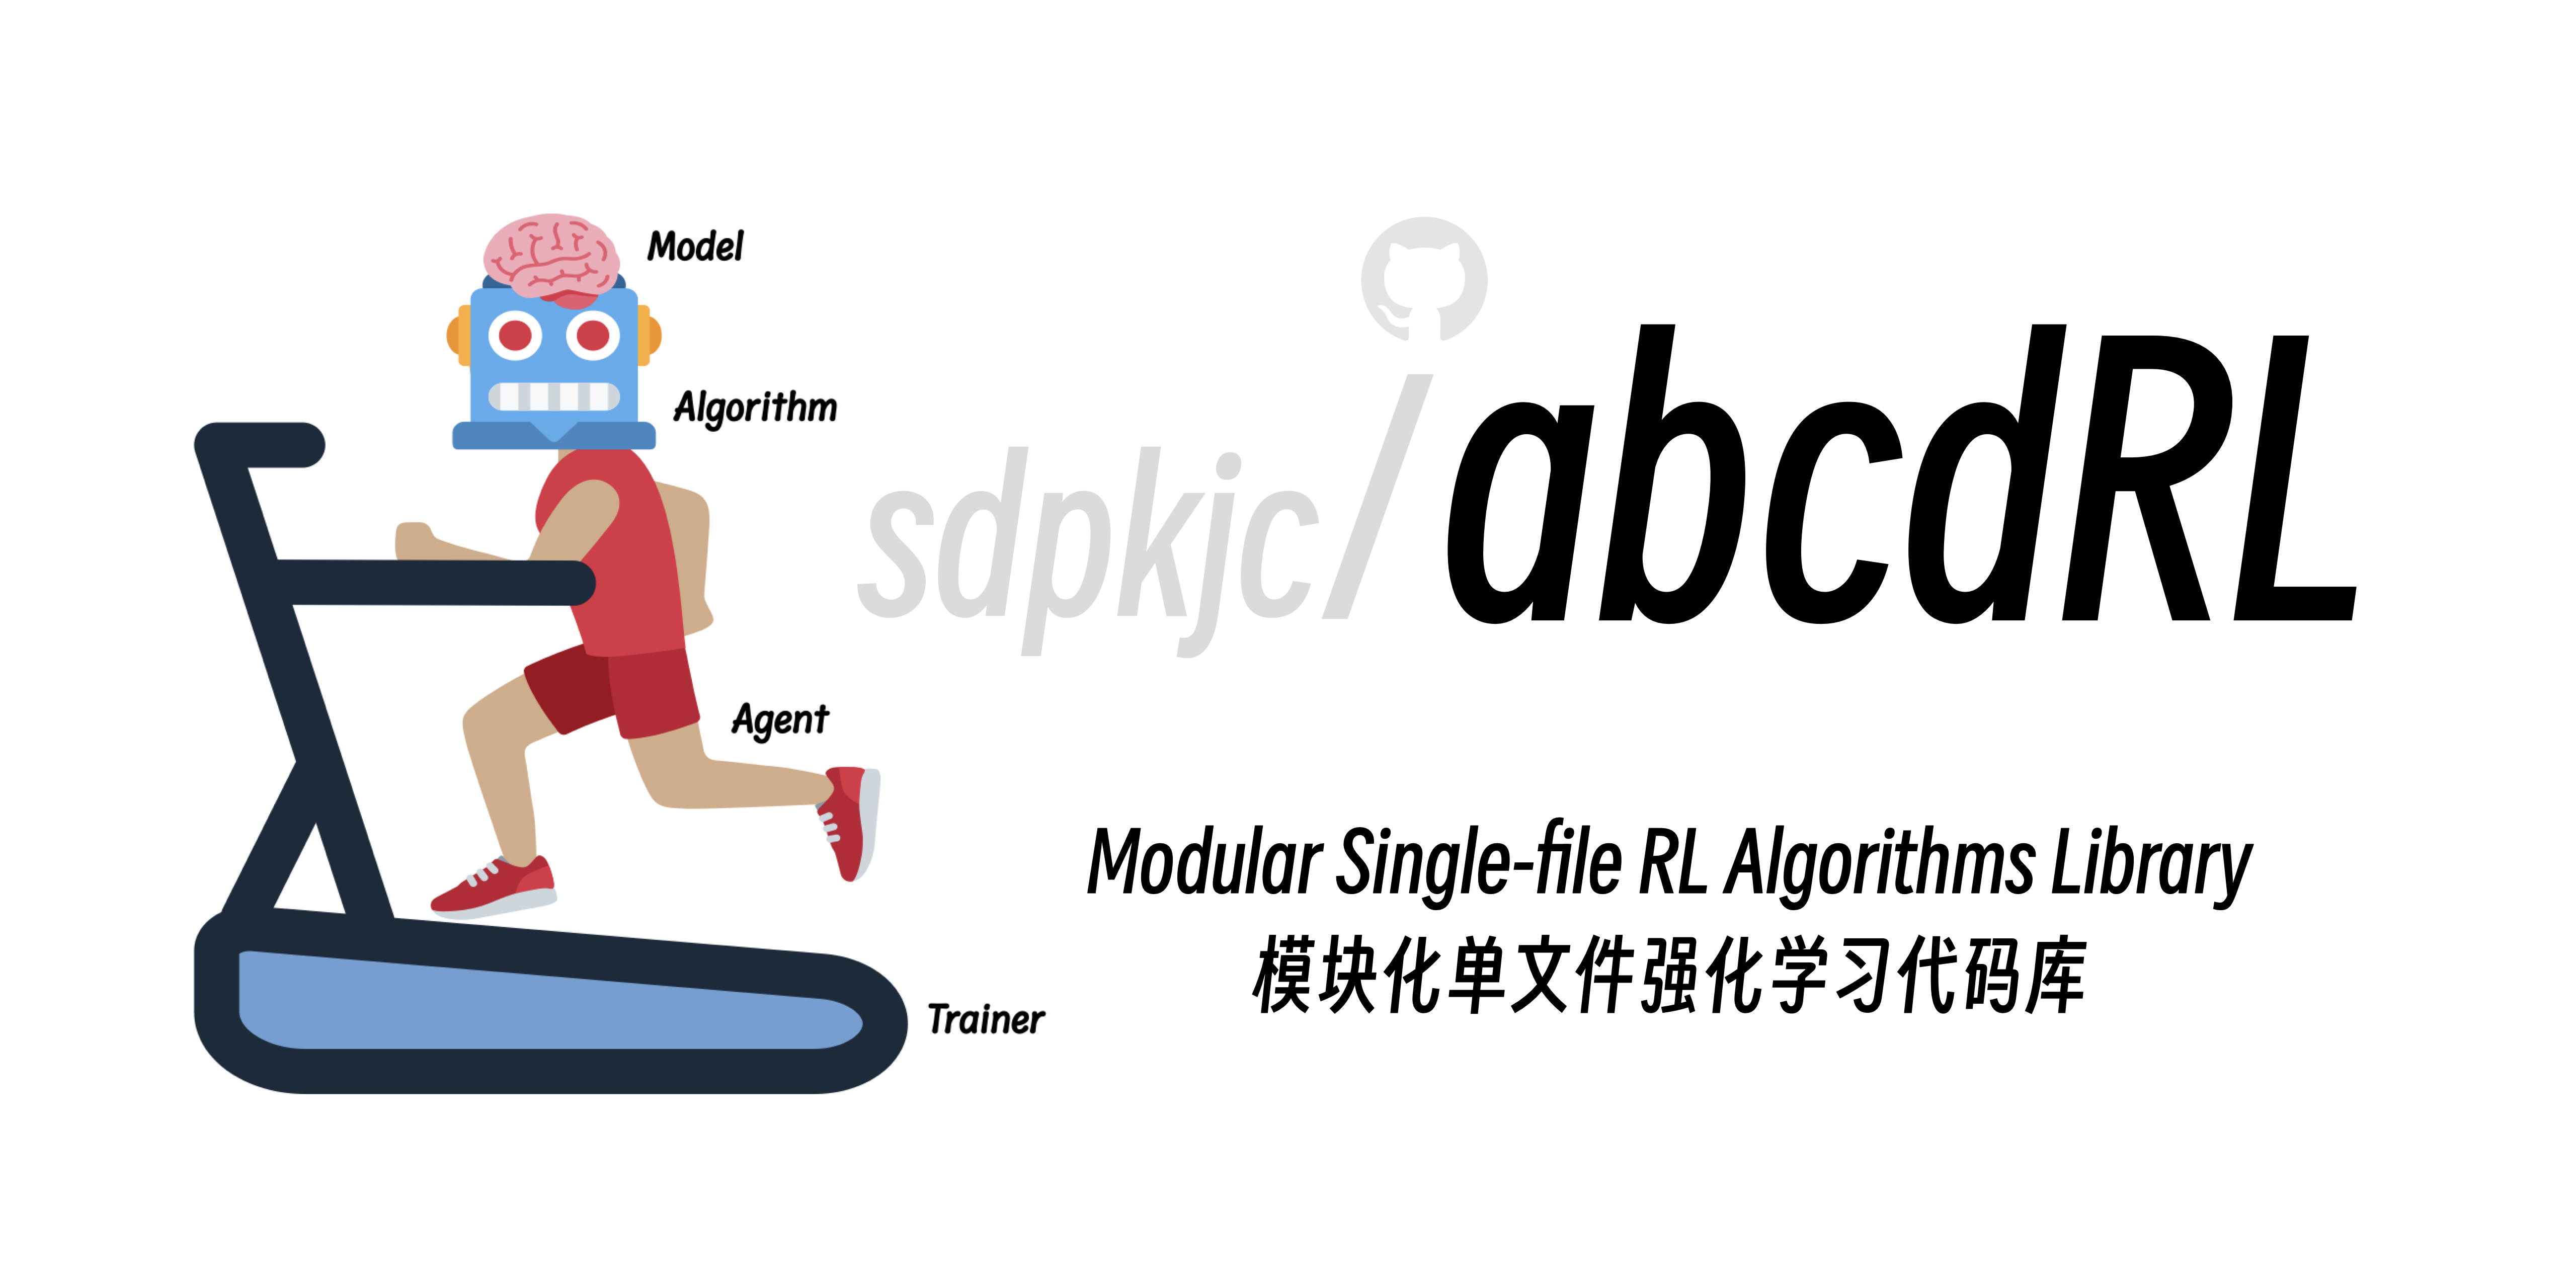 Model
Algorithm
Agent
Trainer
sdpkjc/abcdRL
Modular Single-file RL Algorithms Library
模块化单文件强化学习代码库